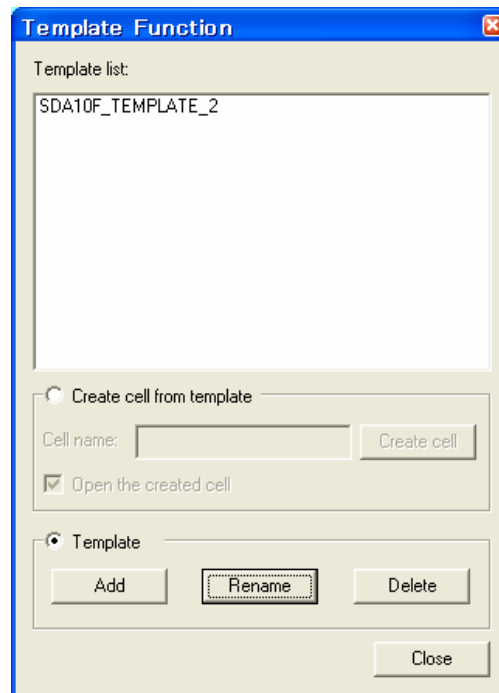 Template Function
Template list:
SDA10F_TEMPLATE_2
Create cell from template
Cell name:
Create cell
Open the created cell
Template
Add Rename Delete
Close